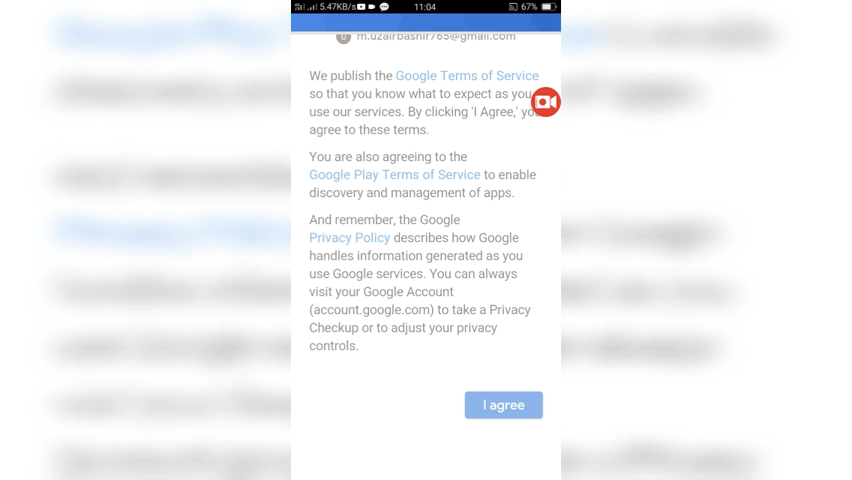 5.47KB/s 11:04 67%
m.uzairbashir765@gmail.com
We publish the Google Terms of Service
so that you know what to expect as you
use our services. By clicking 'I Agree,' yo
agree to these terms.
You are also agreeing to the
Google Play Terms of Service to enable
discovery and management of apps.
And remember, the Google
Privacy Policy describes how Google
handles information generated as you
use Google services. You can always
visit your Google Account
(account.google.com) to take a Privacy
Checkup or to adjust your privacy
controls.
I agree